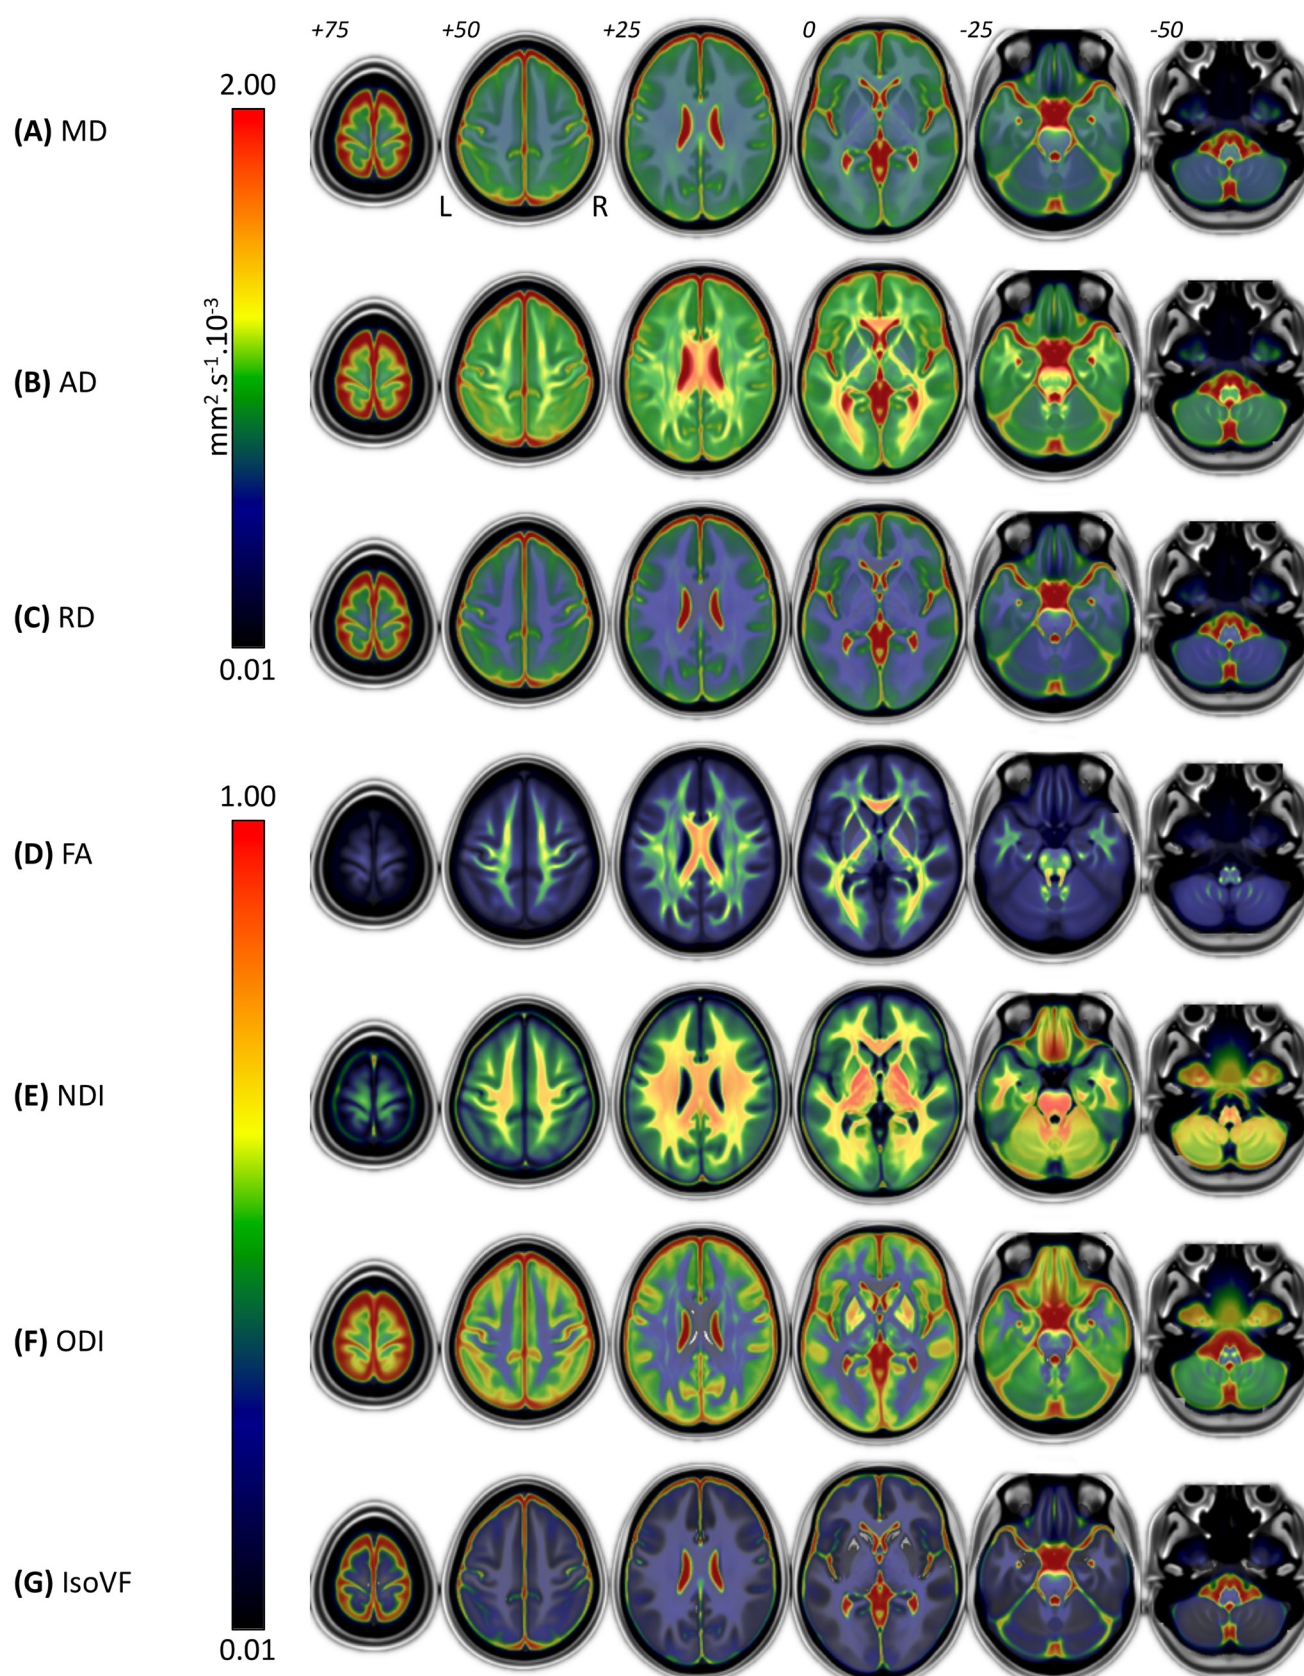 +75 +50 +25 0 -25 -50
2.00
(A) MD
L R
mm².s⁻¹.10⁻³
(B) AD
(C) RD
0.01
1.00
(D) FA
(E) NDI
(F) ODI
(G) IsoVF
0.01